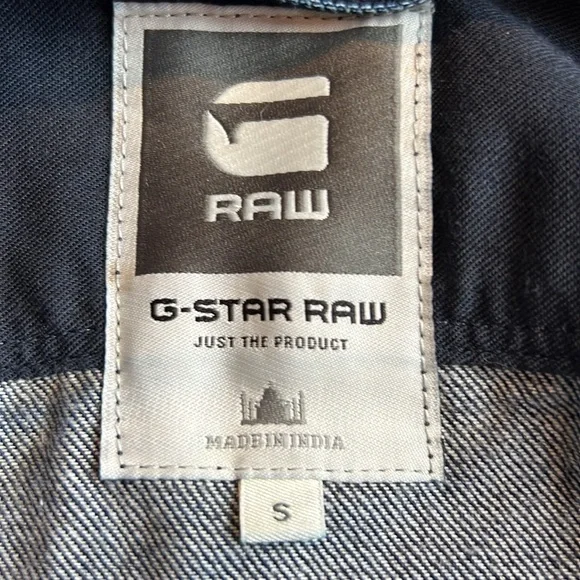 RAW
G-STAR RAW
JUST THE PRODUCT
MADE IN INDIA
S